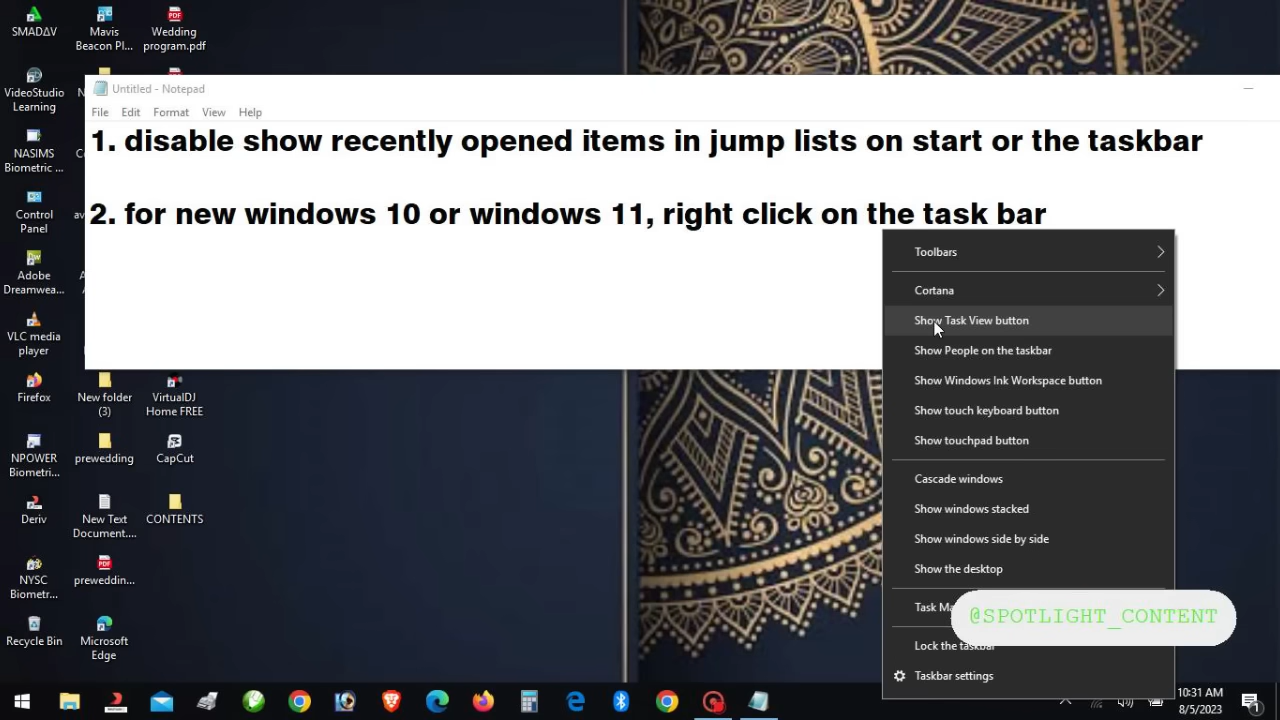 SMADΔV
Mavis
Beacon Pl...
Wedding
program.pdf
VideoStudio
Learning
Untitled - Notepad
File Edit Format View Help
1. disable show recently opened items in jump lists on start or the taskbar
2. for new windows 10 or windows 11, right click on the task bar
NASIMS
Biometric ...
Control
Panel
Adobe
Dreamwea...
VLC media
player
Firefox
New folder
(3)
VirtualDJ
Home FREE
NPOWER
Biometric...
prewedding
CapCut
Deriv
New Text
Document....
CONTENTS
NYSC
Biometr...
preweddin...
Recycle Bin
Microsoft
Edge
Toolbars
Cortana
Show Task View button
Show People on the taskbar
Show Windows Ink Workspace button
Show touch keyboard button
Show touchpad button
Cascade windows
Show windows stacked
Show windows side by side
Show the desktop
Task
@SPOTLIGHT_CONTENT
Lock the taskbar
Taskbar settings
10:31 AM
8/5/2023